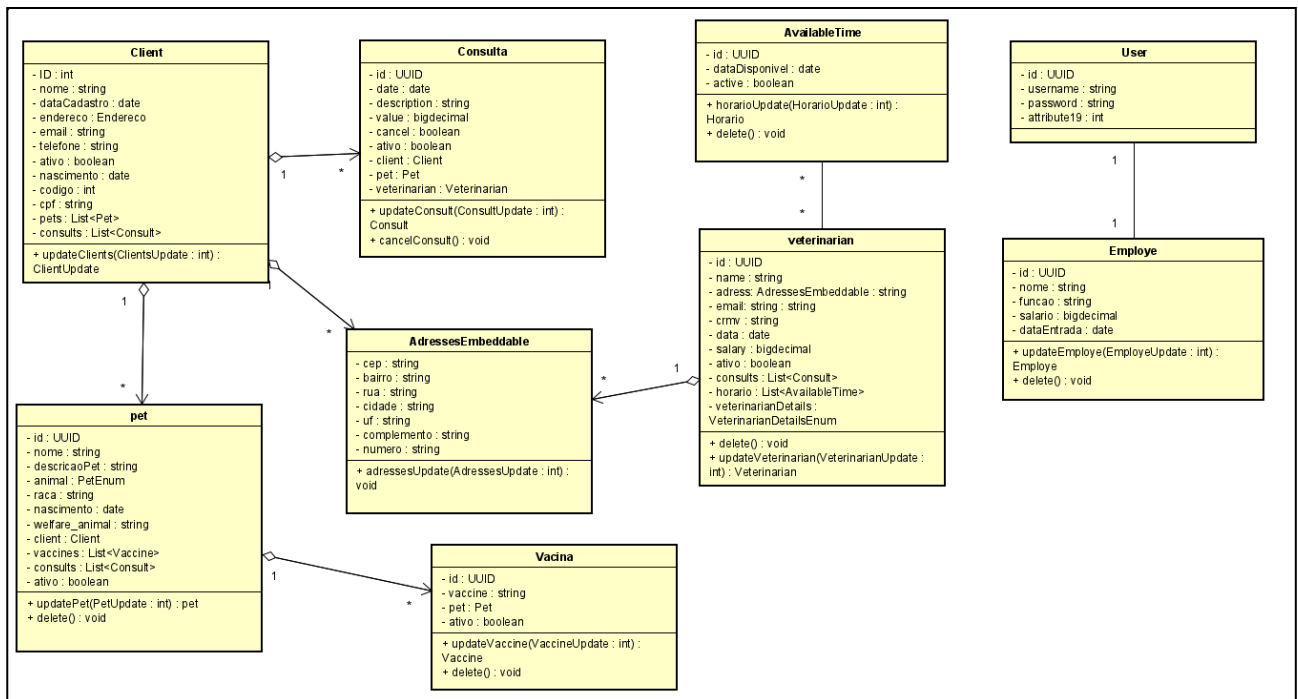 Client
- ID : int
- nome : string
- dataCadastro : date
- endereco : Endereco
- email : string
- telefone : string
- ativo : boolean
- nascimento : date
- codigo : int
- cpf : string
- pets : List<Pet>
- consults : List<Consult>
+ updateClients(ClientsUpdate : int) :
ClientUpdate
1
*
1
*
1
*
Consulta
- id : UUID
- date : date
- description : string
- value : bigdecimal
- cancel : boolean
- ativo : boolean
- client : Client
- pet : Pet
- veterinarian : Veterinarian
+ updateConsult(ConsultUpdate : int) :
Consult
+ cancelConsult() : void
AvailableTime
- id : UUID
- dataDisponivel : date
- active : boolean
+ horarioUpdate(HorarioUpdate : int) :
Horario
+ delete() : void
*
*
User
- id : UUID
- username : string
- password : string
- attribute19 : int
1
1
AdressesEmbeddable
- cep : string
- bairro : string
- rua : string
- cidade : string
- uf : string
- complemento : string
- numero : string
+ adressesUpdate(AdressesUpdate : int) :
void
1
*
veterinarian
- id : UUID
- name : string
- adress: AdressesEmbeddable : string
- email: string : string
- crmv : string
- data : date
- salary : bigdecimal
- ativo : boolean
- consults : List<Consult>
- horario : List<AvailableTime>
- veterinarianDetails :
VeterinarianDetailsEnum
+ delete() : void
+ updateVeterinarian(VeterinarianUpdate :
int) : Veterinarian
Employe
- id : UUID
- nome : string
- funcao : string
- salario : bigdecimal
- dataEntrada : date
+ updateEmploye(EmployeUpdate : int) :
Employe
+ delete() : void
pet
- id : UUID
- nome : string
- descricaoPet : string
- animal : PetEnum
- raca : string
- nascimento : date
- welfare_animal : string
- client : Client
- vaccines : List<Vaccine>
- consults : List<Consult>
- ativo : boolean
+ updatePet(PetUpdate : int) : pet
+ delete() : void
1
*
Vacina
- id : UUID
- vaccine : string
- pet : Pet
- ativo : boolean
+ updateVaccine(VaccineUpdate : int) :
Vaccine
+ delete() : void